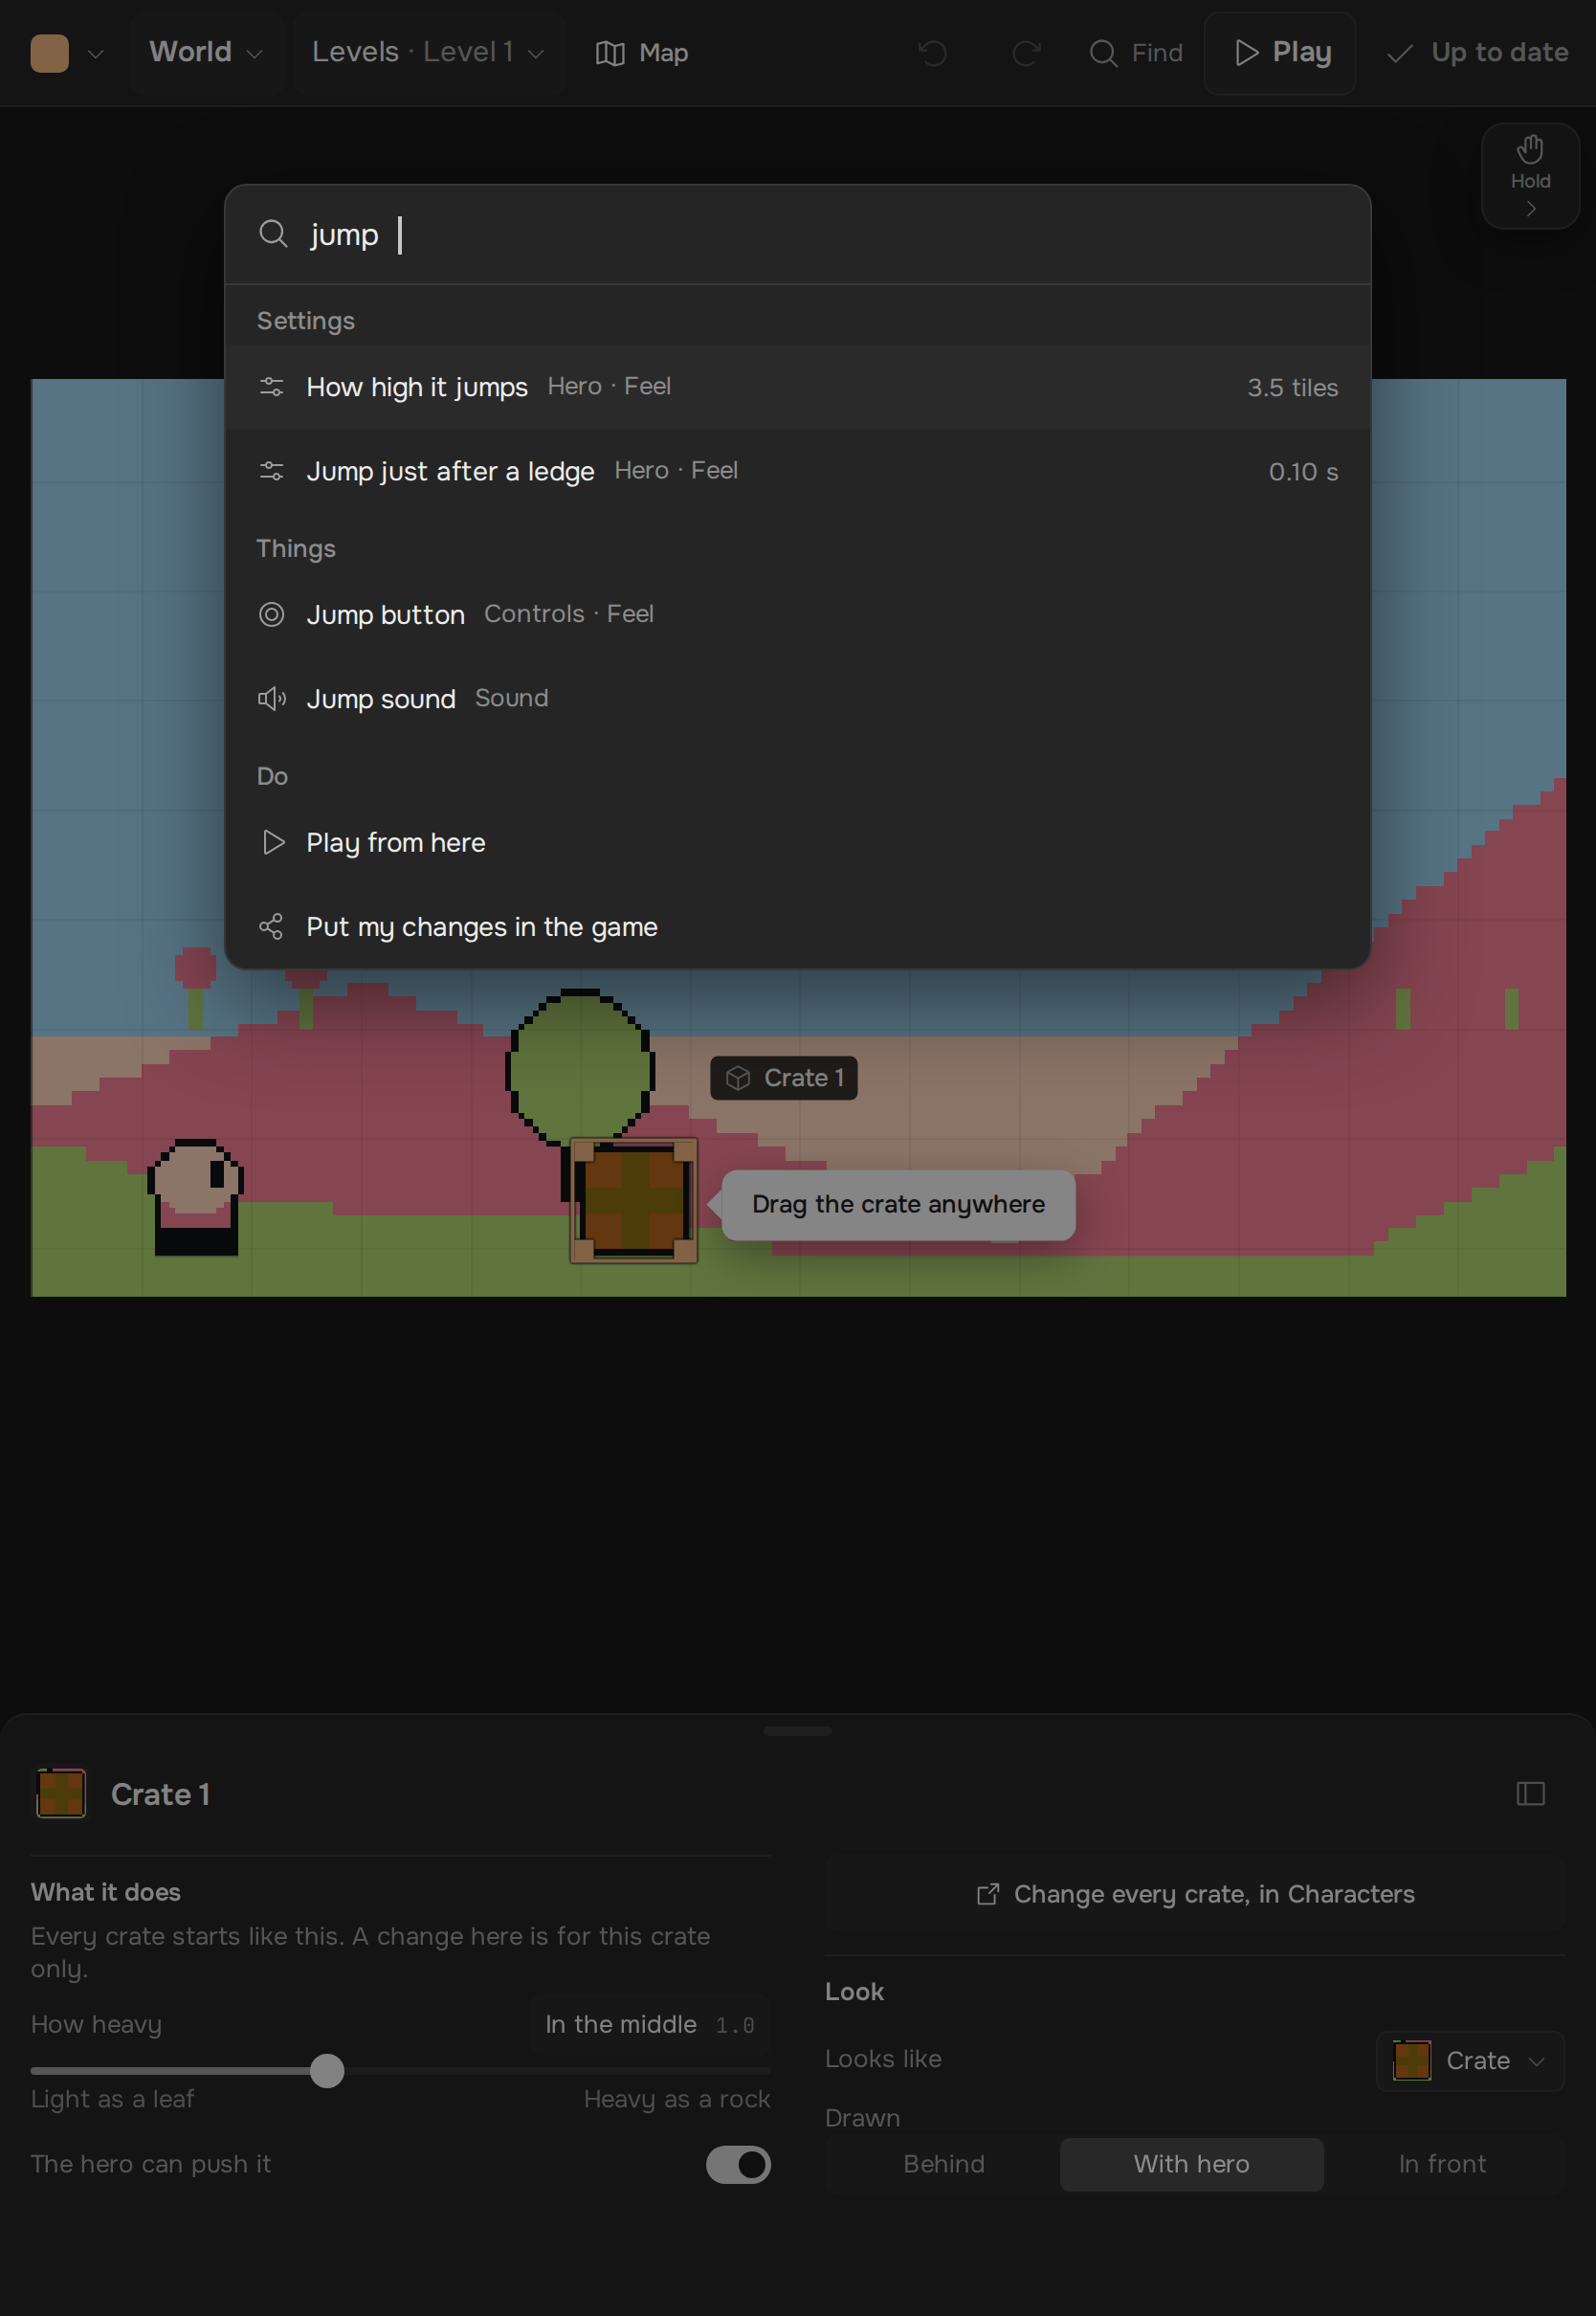 World
Levels · Level 1
Map
Find
Play
Up to date
Hold
jump
Settings
How high it jumps Hero · Feel 3.5 tiles
Jump just after a ledge Hero · Feel 0.10 s
Things
Jump button Controls · Feel
Jump sound Sound
Do
Play from here
Put my changes in the game
Crate 1
Drag the crate anywhere
Crate 1
What it does
Every crate starts like this. A change here is for this crate
only.
How heavy In the middle 1.0
Light as a leaf Heavy as a rock
The hero can push it
Change every crate, in Characters
Look
Looks like Crate
Drawn
Behind With hero In front